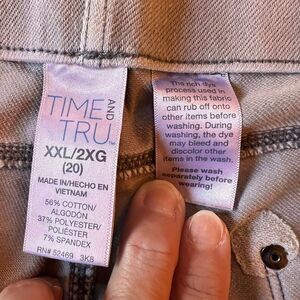 TIME AND
TRU™
XXL/2XG
(20)
MADE IN/HECHO EN
VIETNAM
56% COTTON/
ALGODÓN
37% POLYESTER/
POLIÉSTER
7% SPANDEX
RN# 52469 3K8
The rich dye
process used in
making this fabric
can rub off onto
other items before
washing. During
washing, the dye
may bleed and
discolor other
items in the wash.
Please wash
separately before
wearing!